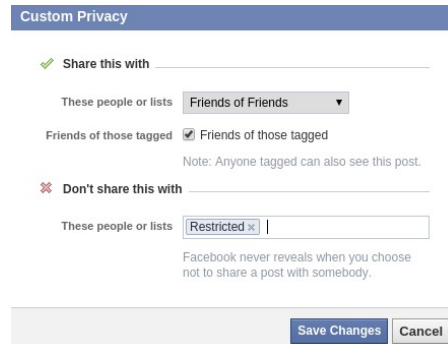 Custom Privacy
Share this with
These people or lists Friends of Friends
Friends of those tagged Friends of those tagged
Note: Anyone tagged can also see this post.
Don't share this with
These people or lists Restricted ×
Facebook never reveals when you choose
not to share a post with somebody.
Save Changes Cancel